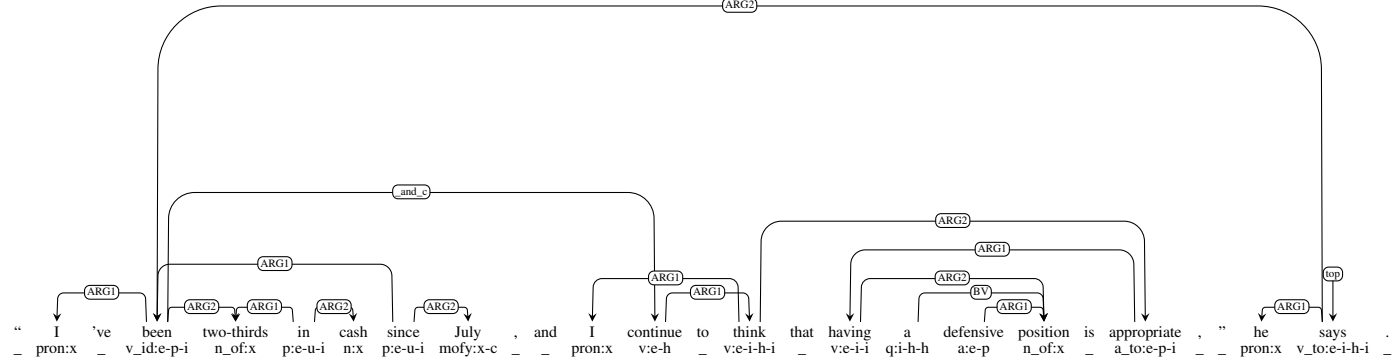 ARG2
_and_c
ARG2
ARG1
ARG1
top
ARG1 ARG2 BV
ARG1 ARG2 ARG1 ARG2 ARG2 ARG1 ARG1 ARG1
“ I 've been two-thirds in cash since July , and I continue to think that having a defensive position is appropriate , ” he says .
_ pron:x _ v_id:e-p-i n_of:x p:e-u-i n:x p:e-u-i mofy:x-c _ _ pron:x v:e-h _ v:e-i-h-i _ v:e-i-i q:i-h-h a:e-p n_of:x _ a_to:e-p-i _ _ pron:x v_to:e-i-h-i _